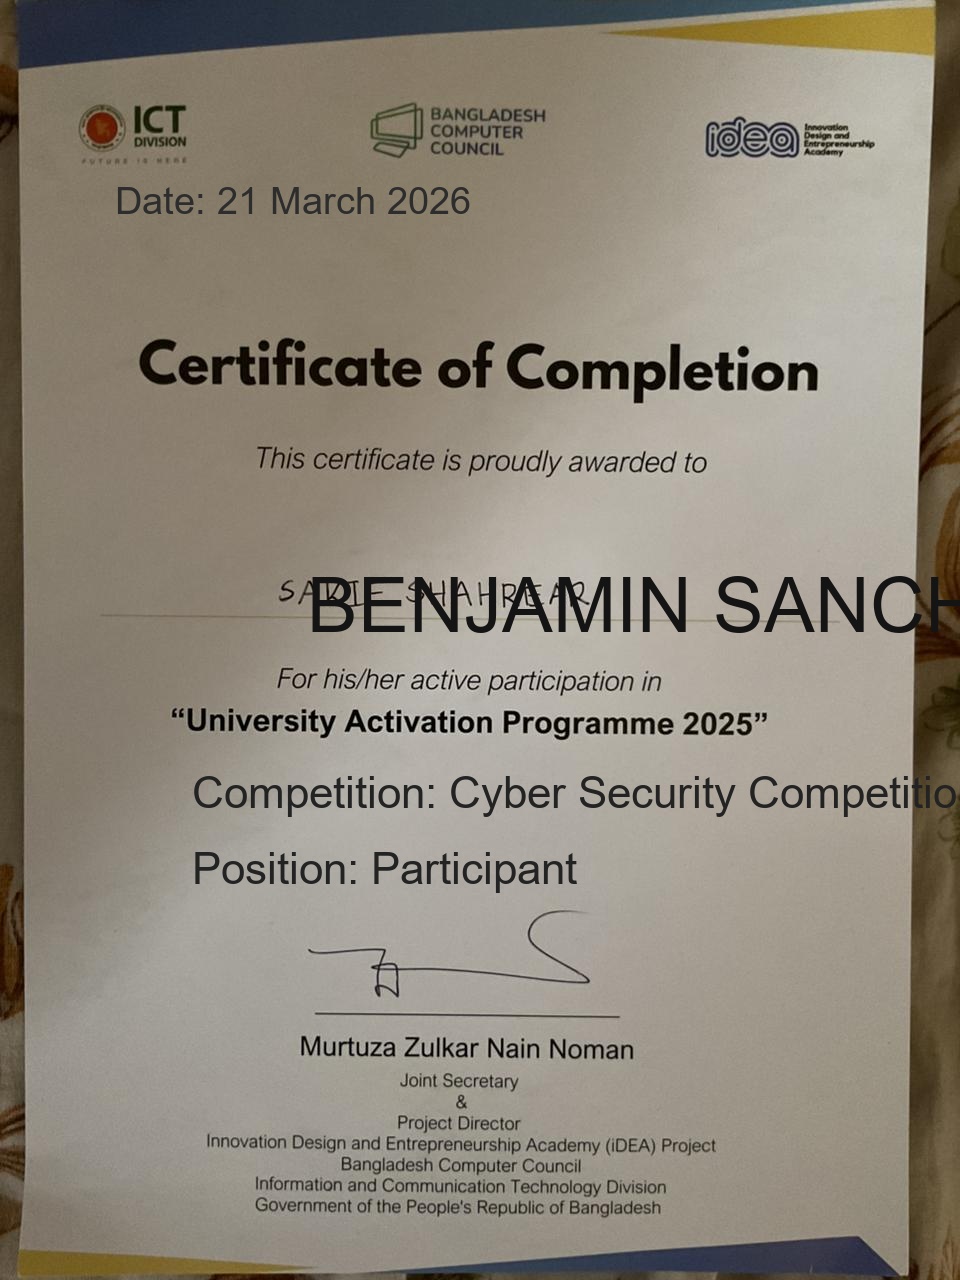 ICT
DIVISION
FUTURE IS HERE
BANGLADESH
COMPUTER
COUNCIL
idea
Innovation
Design and
Entrepreneurship
Academy
Date: 21 March 2026
Certificate of Completion
This certificate is proudly awarded to
SHAHREAR
BENJAMIN SANCH
For his/her active participation in
“University Activation Programme 2025”
Competition: Cyber Security Competitio
Position: Participant
Murtuza Zulkar Nain Noman
Joint Secretary
&
Project Director
Innovation Design and Entrepreneurship Academy (iDEA) Project
Bangladesh Computer Council
Information and Communication Technology Division
Government of the People's Republic of Bangladesh